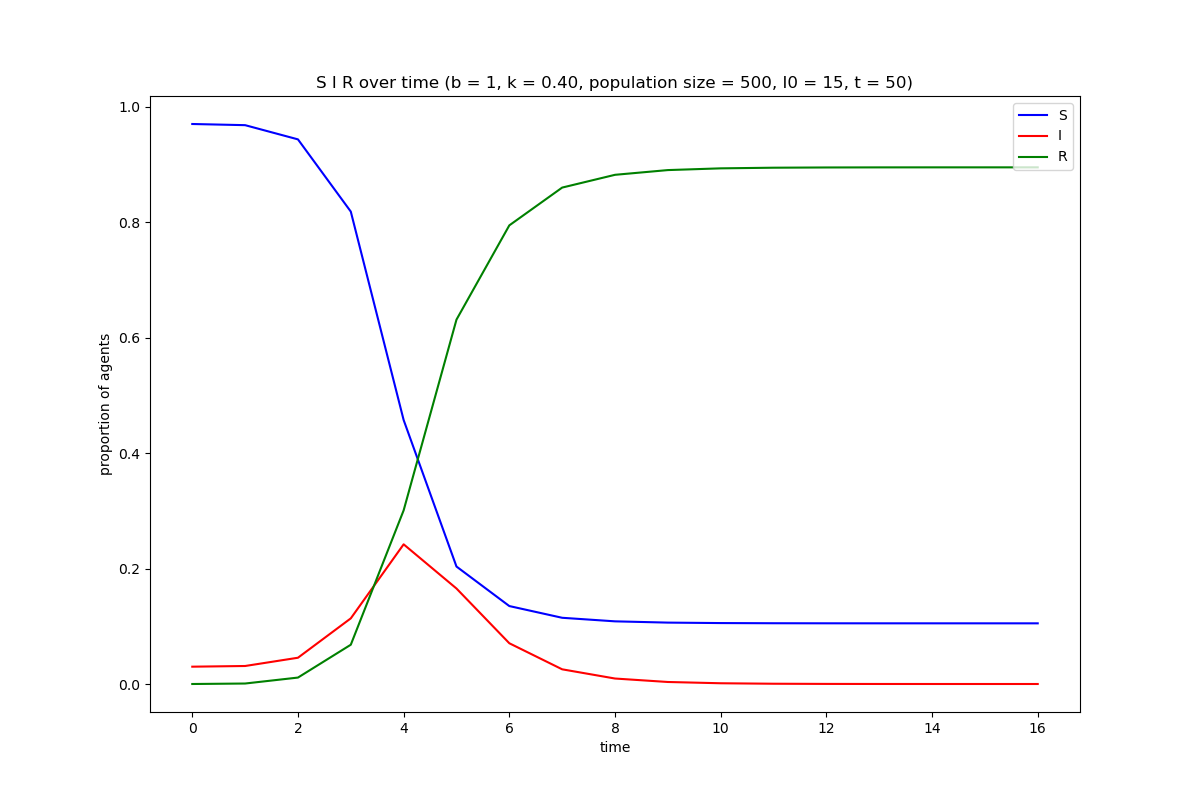 S I R over time (b = 1, k = 0.40, population size = 500, I0 = 15, t = 50)
S
I
R
1.0
0.8
0.6
0.4
0.2
0.0
proportion of agents
0 2 4 6 8 10 12 14 16
time